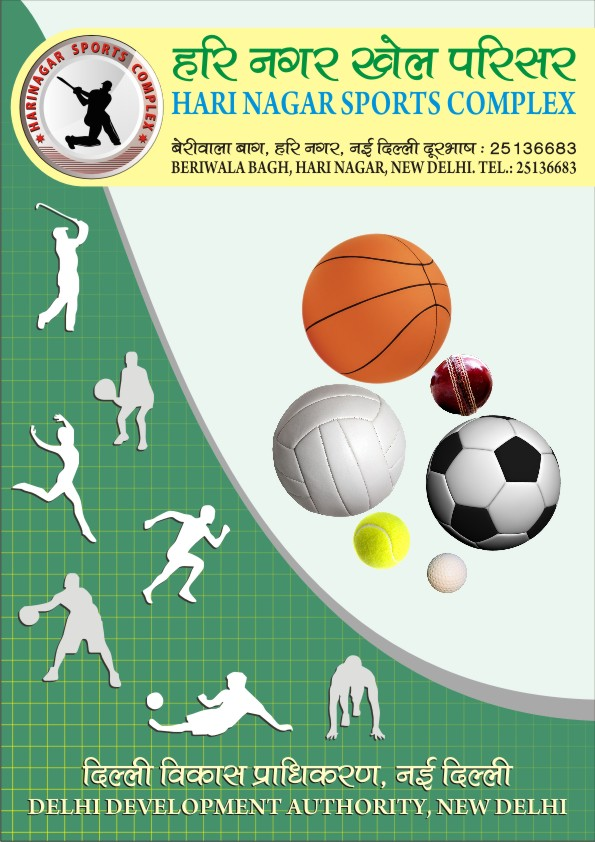 ★ HARINAGAR SPORTS COMPLEX ★
हरि नगर खेल परिसर
HARI NAGAR SPORTS COMPLEX
बेरीवाला बाग, हरि नगर, नई दिल्ली दूरभाष : 25136683
BERIWALA BAGH, HARI NAGAR, NEW DELHI. TEL.: 25136683
दिल्ली विकास प्राधिकरण, नई दिल्ली
DELHI DEVELOPMENT AUTHORITY, NEW DELHI